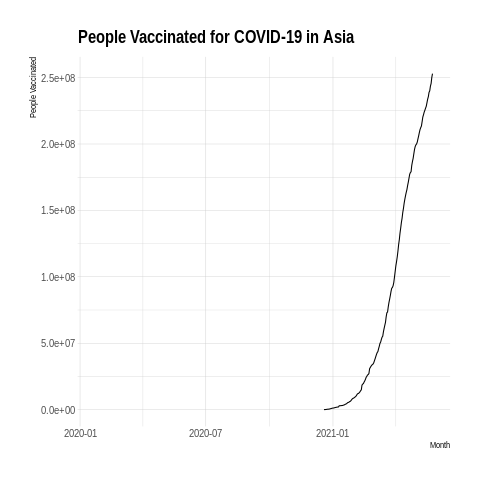 People Vaccinated for COVID-19 in Asia
People Vaccinated
2.5e+08
2.0e+08
1.5e+08
1.0e+08
5.0e+07
0.0e+00
2020-01 2020-07 2021-01
Month